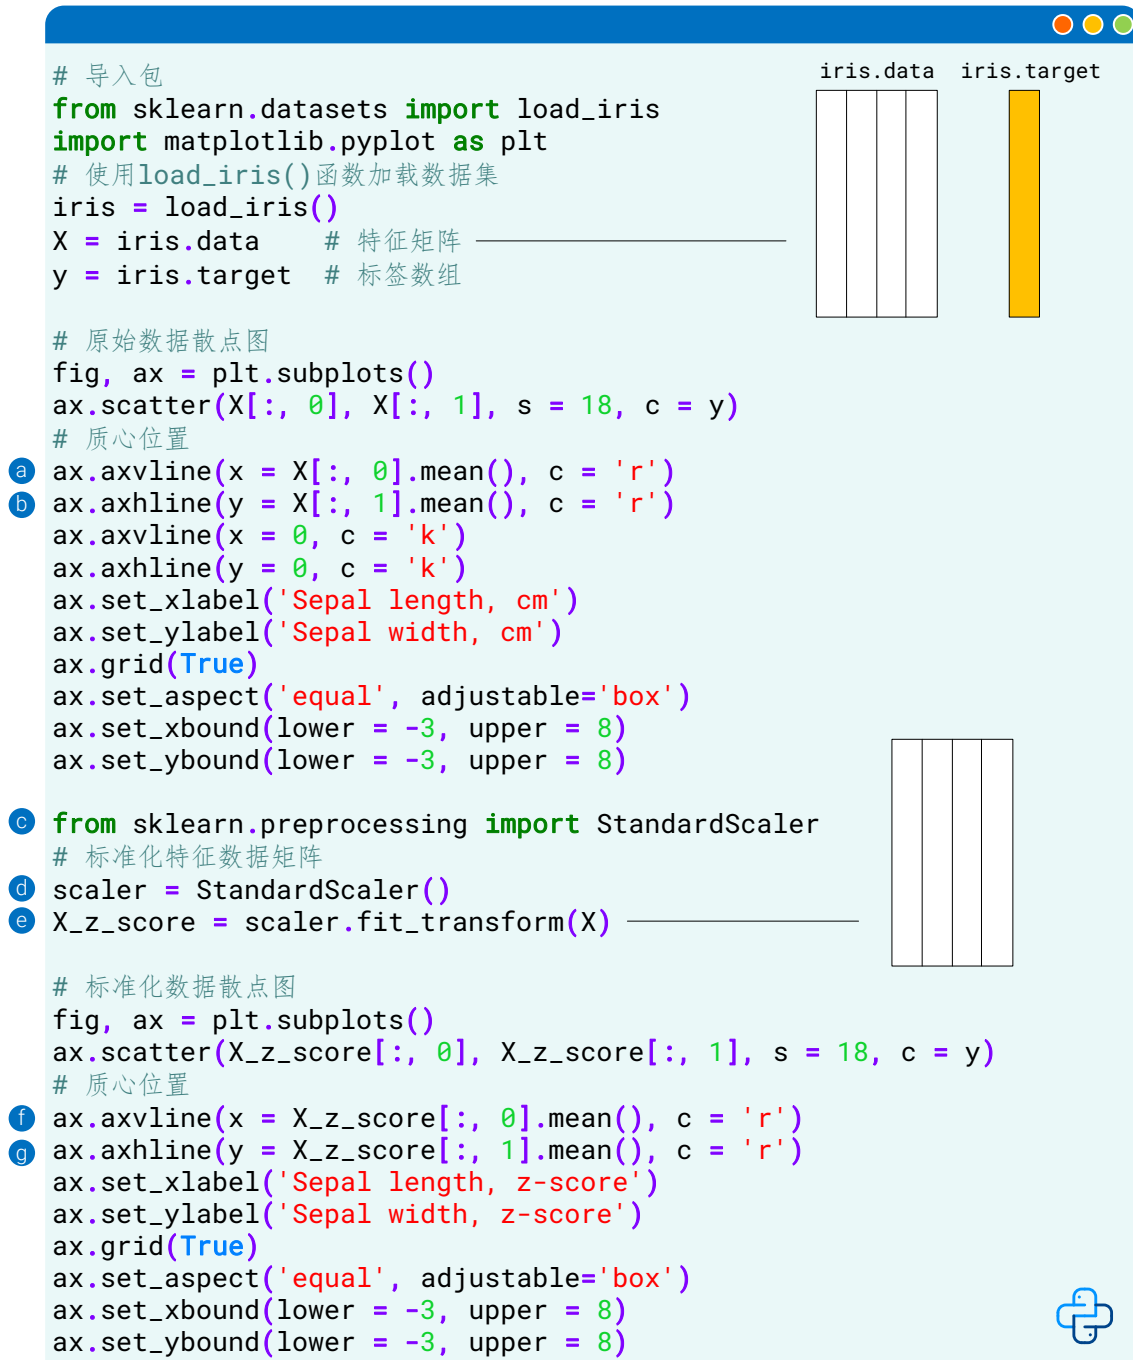 iris.data iris.target
# 导入包
from sklearn.datasets import load_iris
import matplotlib.pyplot as plt
# 使用load_iris()函数加载数据集
iris = load_iris()
X = iris.data    # 特征矩阵
y = iris.target  # 标签数组
# 原始数据散点图
fig, ax = plt.subplots()
ax.scatter(X[:, 0], X[:, 1], s = 18, c = y)
# 质心位置
a ax.axvline(x = X[:, 0].mean(), c = 'r')
b ax.axhline(y = X[:, 1].mean(), c = 'r')
ax.axvline(x = 0, c = 'k')
ax.axhline(y = 0, c = 'k')
ax.set_xlabel('Sepal length, cm')
ax.set_ylabel('Sepal width, cm')
ax.grid(True)
ax.set_aspect('equal', adjustable='box')
ax.set_xbound(lower = -3, upper = 8)
ax.set_ybound(lower = -3, upper = 8)
c from sklearn.preprocessing import StandardScaler
# 标准化特征数据矩阵
d scaler = StandardScaler()
e X_z_score = scaler.fit_transform(X)
# 标准化数据散点图
fig, ax = plt.subplots()
ax.scatter(X_z_score[:, 0], X_z_score[:, 1], s = 18, c = y)
# 质心位置
f ax.axvline(x = X_z_score[:, 0].mean(), c = 'r')
g ax.axhline(y = X_z_score[:, 1].mean(), c = 'r')
ax.set_xlabel('Sepal length, z-score')
ax.set_ylabel('Sepal width, z-score')
ax.grid(True)
ax.set_aspect('equal', adjustable='box')
ax.set_xbound(lower = -3, upper = 8)
ax.set_ybound(lower = -3, upper = 8)